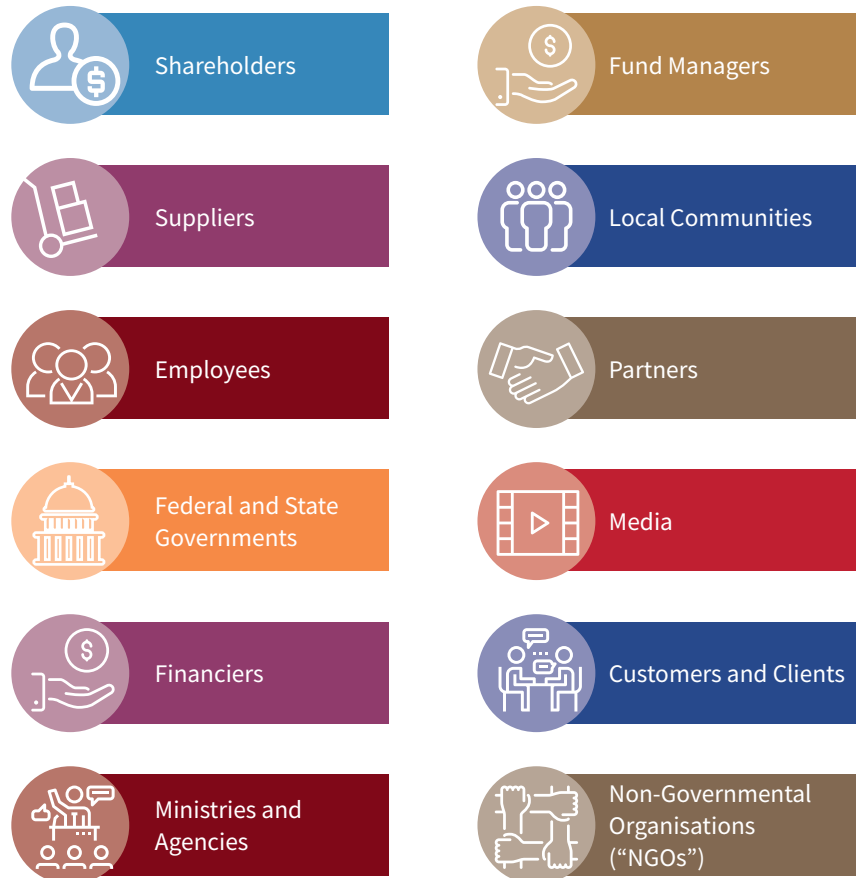 Shareholders
Fund Managers
Suppliers
Local Communities
Employees
Partners
Federal and State
Governments
Media
Financiers
Customers and Clients
Ministries and
Agencies
Non-Governmental
Organisations
(“NGOs”)